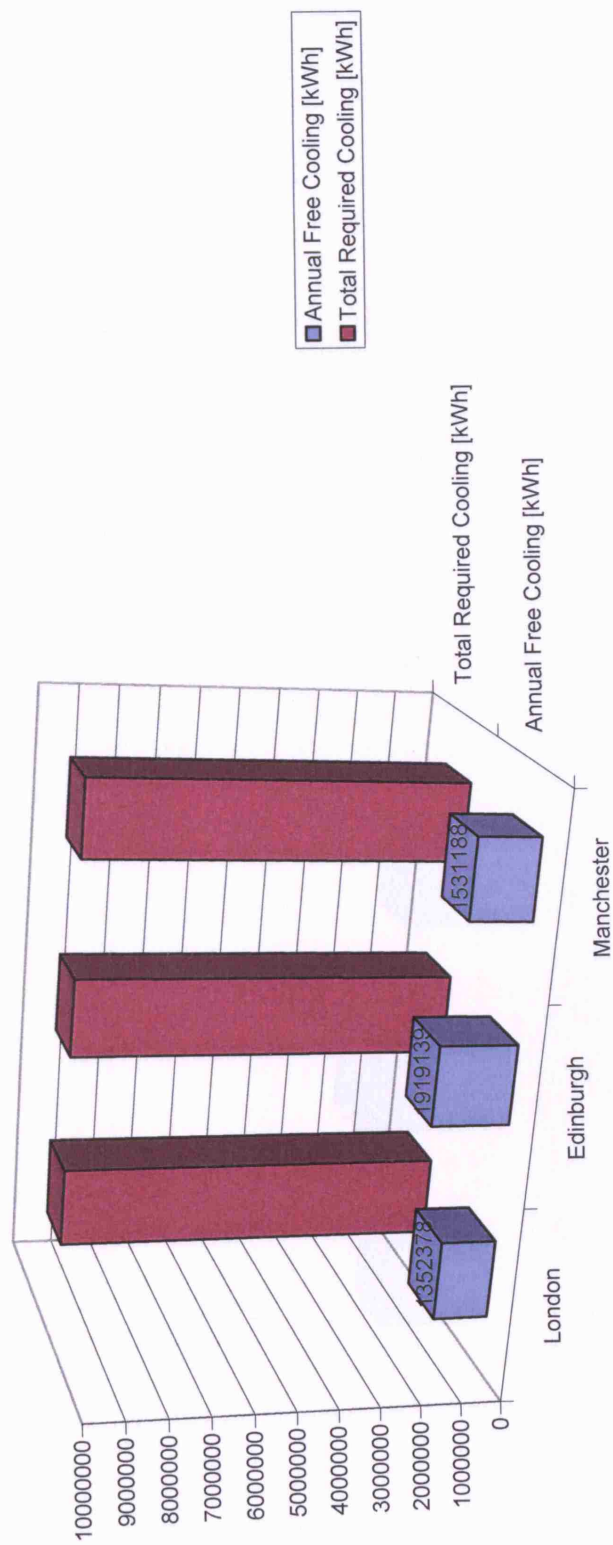 10000000
9000000
8000000
7000000
6000000
5000000
4000000
3000000
2000000
1000000
0
1352378
1919139
1531188
London
Edinburgh
Manchester
Total Required Cooling [kWh]
Annual Free Cooling [kWh]
Annual Free Cooling [kWh]
Total Required Cooling [kWh]